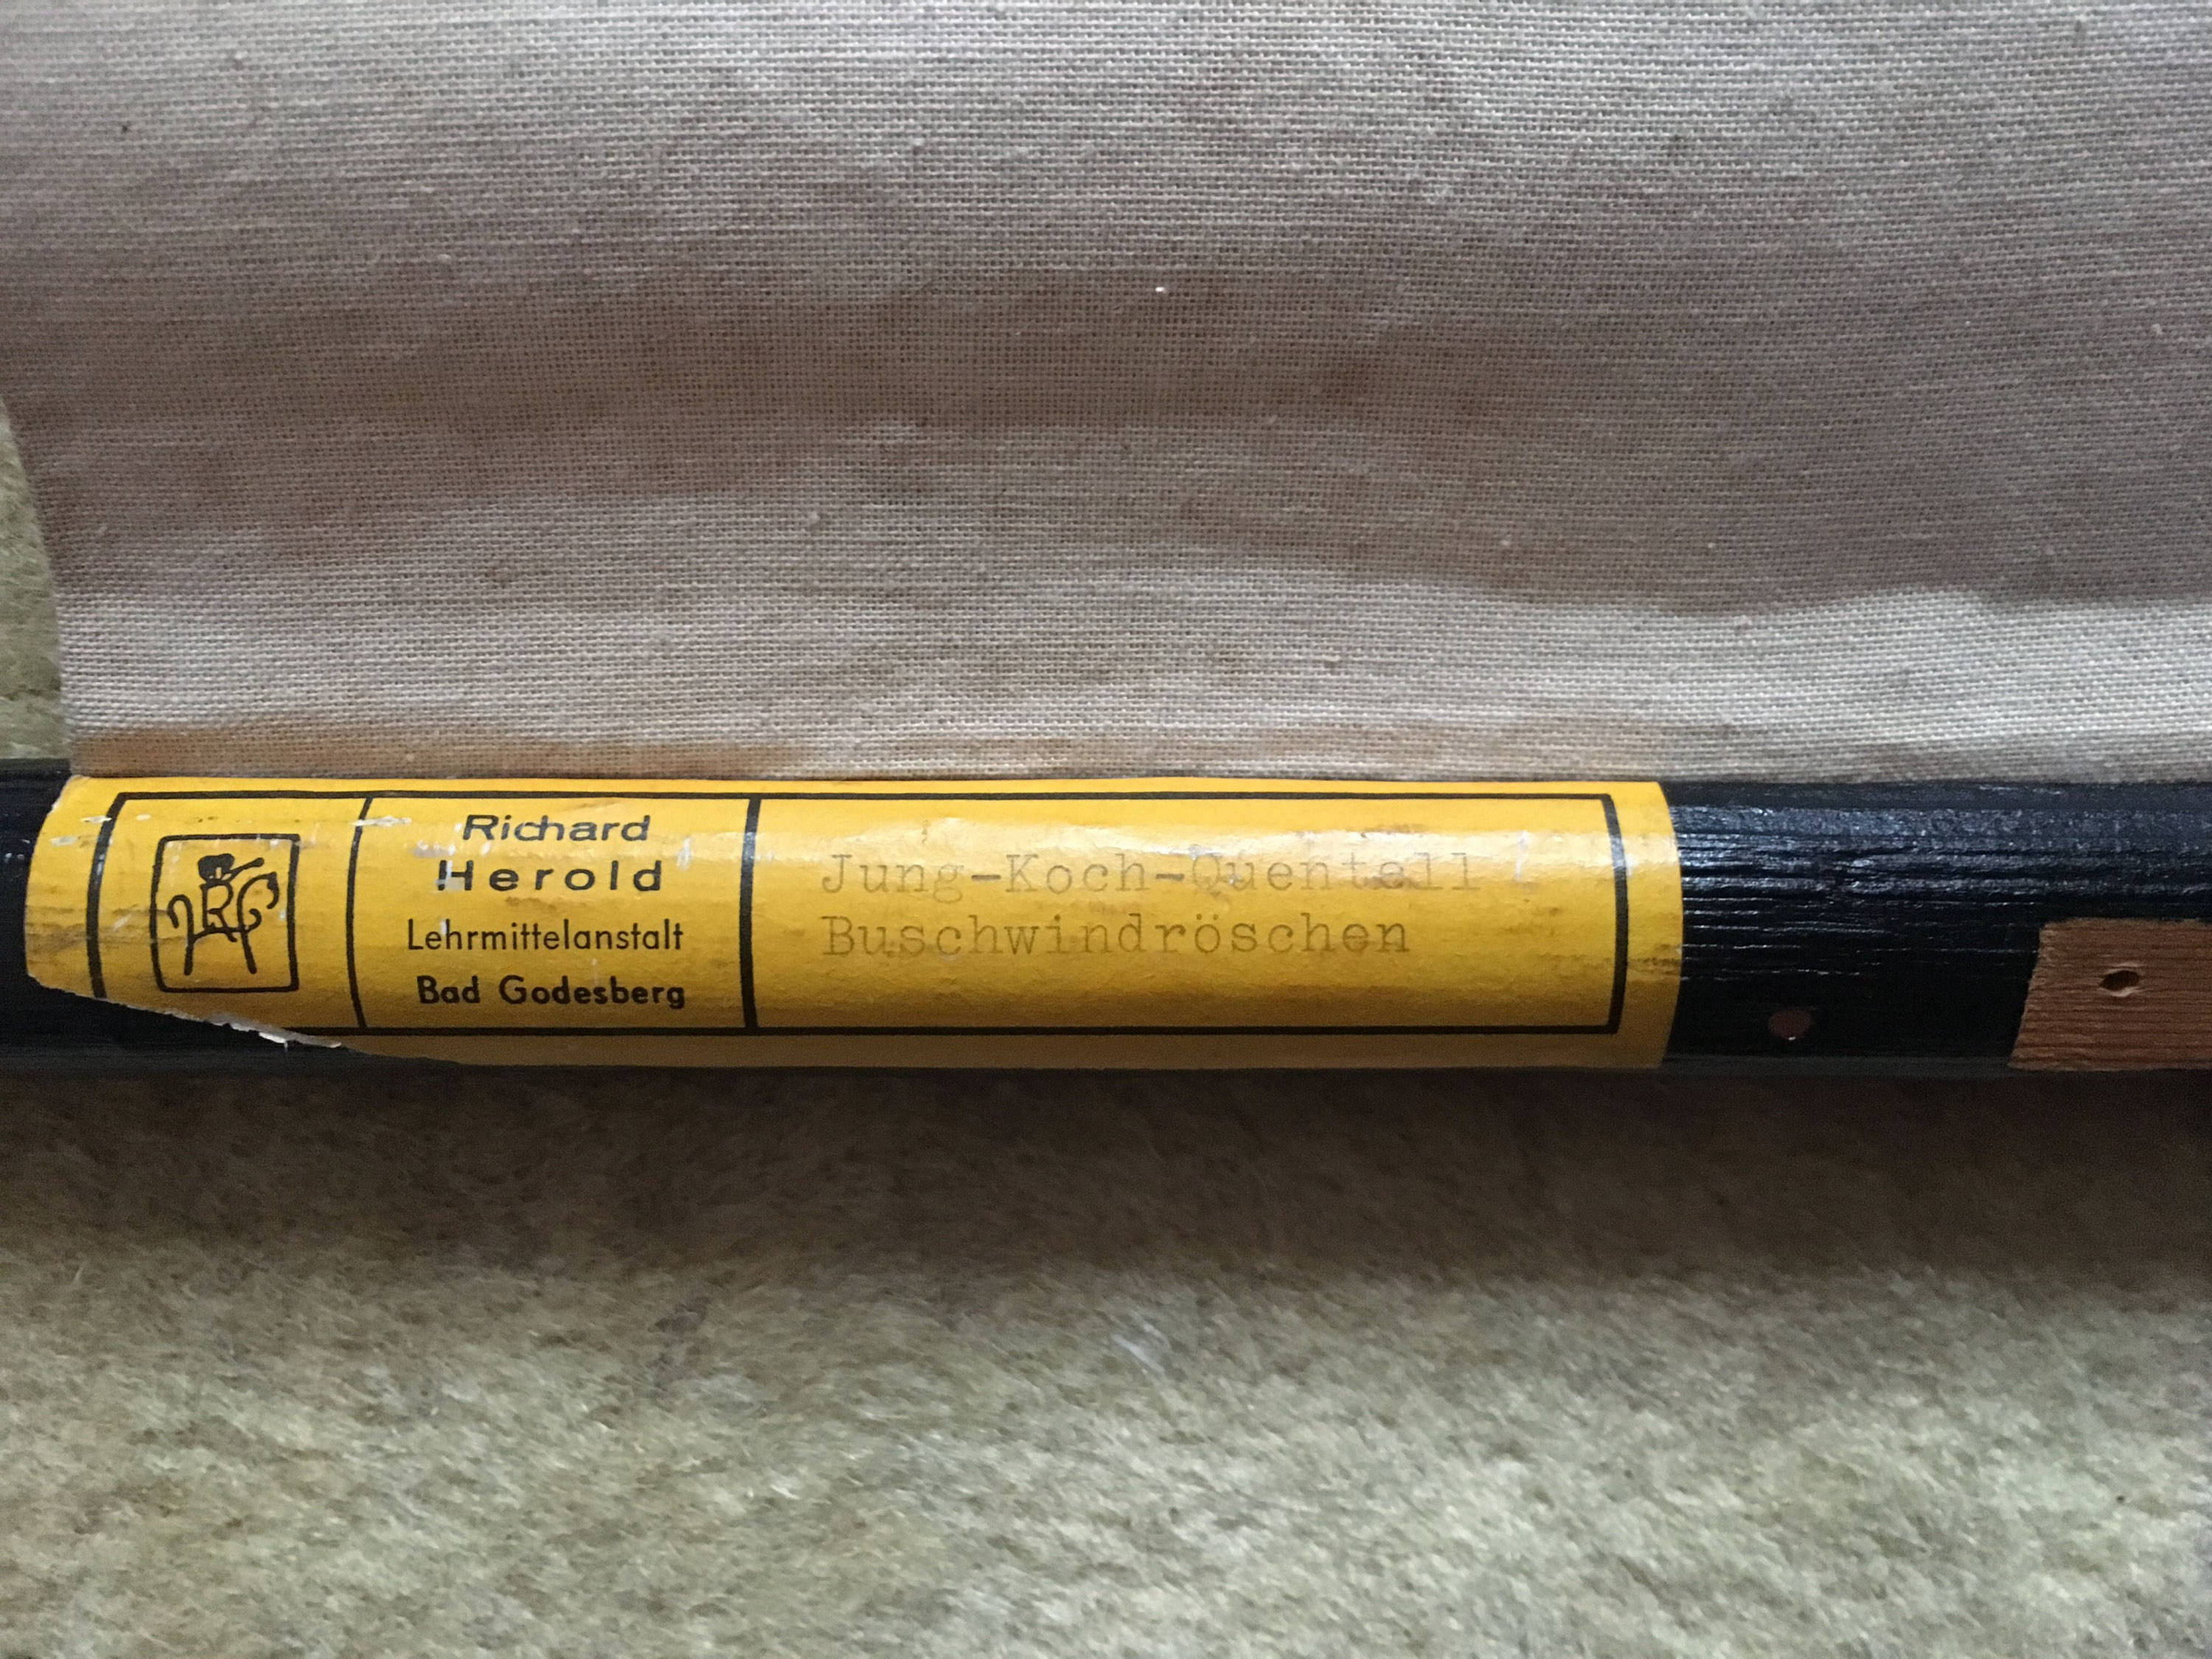 Richard
Herold
Lehrmittelanstalt
Bad Godesberg
Jung-Koch-Quentell
Buschwindröschen